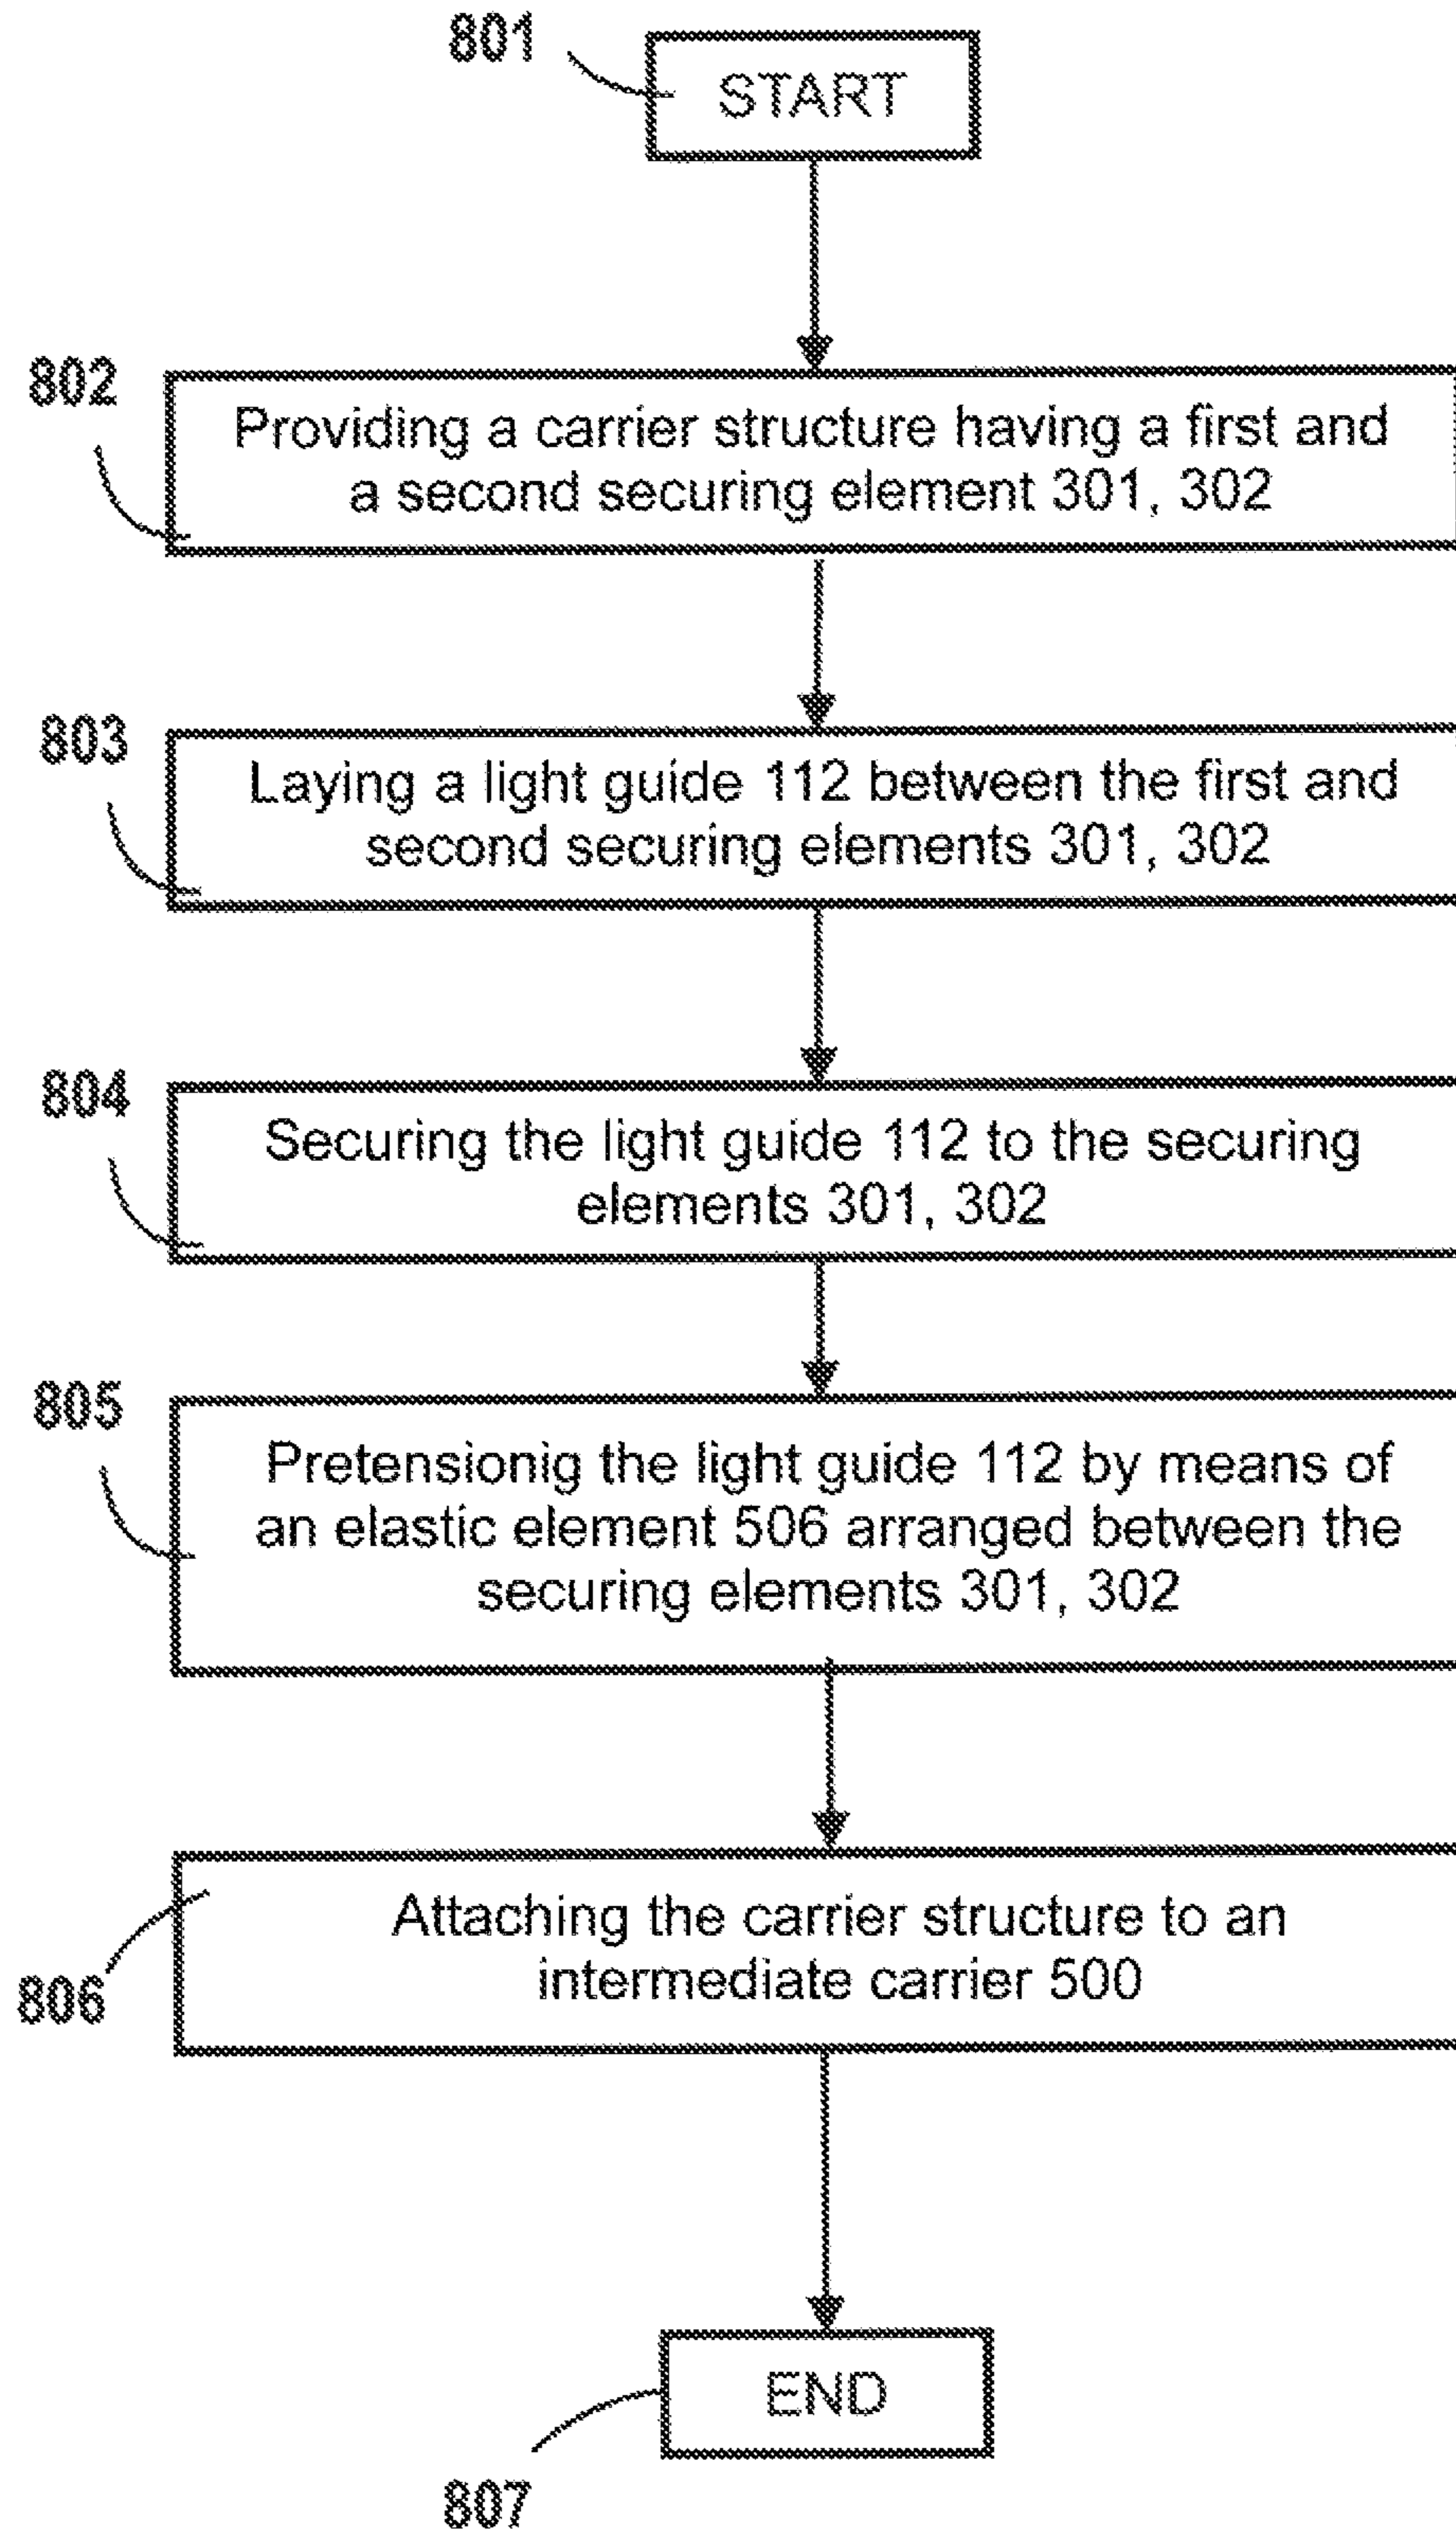 801
START
802
Providing a carrier structure having a first and
a second securing element 301, 302
803
Laying a light guide 112 between the first and
second securing elements 301, 302
804
Securing the light guide 112 to the securing
elements 301, 302
805
Pretensionig the light guide 112 by means of
an elastic element 506 arranged between the
securing elements 301, 302
Attaching the carrier structure to an
intermediate carrier 500
806
END
807